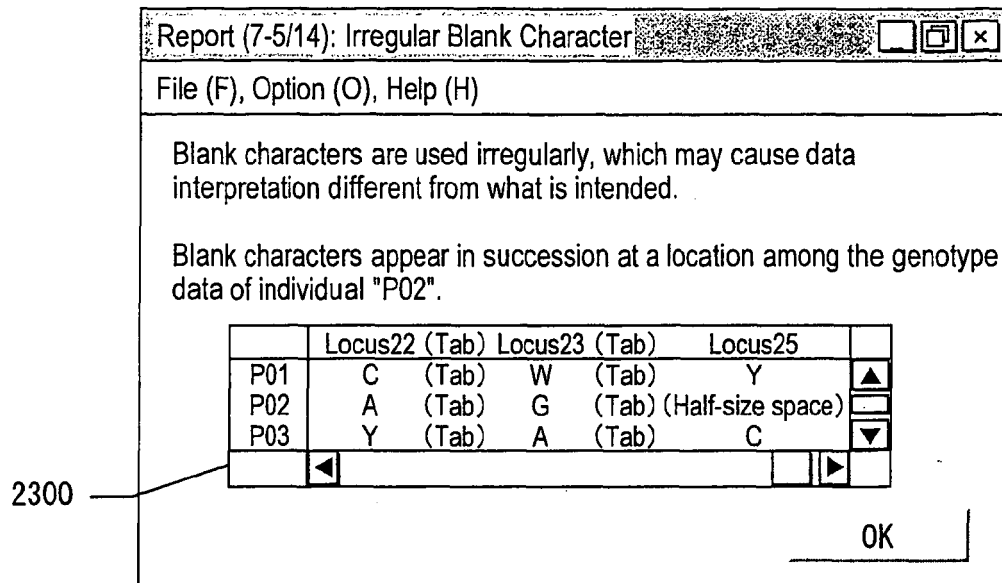 Report (7-5/14): Irregular Blank Character
File (F), Option (O), Help (H)
Blank characters are used irregularly, which may cause data
interpretation different from what is intended.
Blank characters appear in succession at a location among the genotype
data of individual "P02".
Locus22 (Tab) Locus23 (Tab) Locus25
P01 C (Tab) W (Tab) Y
P02 A (Tab) G (Tab) (Half-size space)
P03 Y (Tab) A (Tab) C
2300
OK